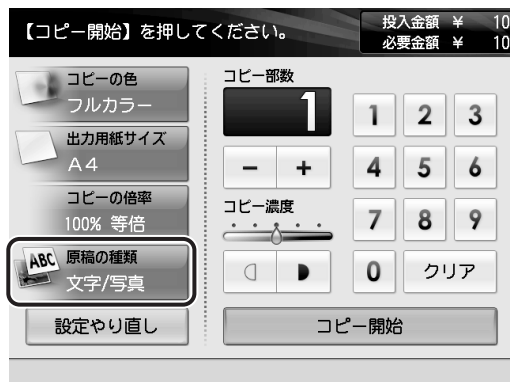 【コピー開始】を押してください。
投入金額 ¥ 10
必要金額 ¥ 10
コピーの色
フルカラー
出力用紙サイズ
A4
コピーの倍率
100% 等倍
ABC 原稿の種類
文字/写真
設定やり直し
コピー部数
1
− +
コピー濃度
1 2 3
4 5 6
7 8 9
0 クリア
コピー開始